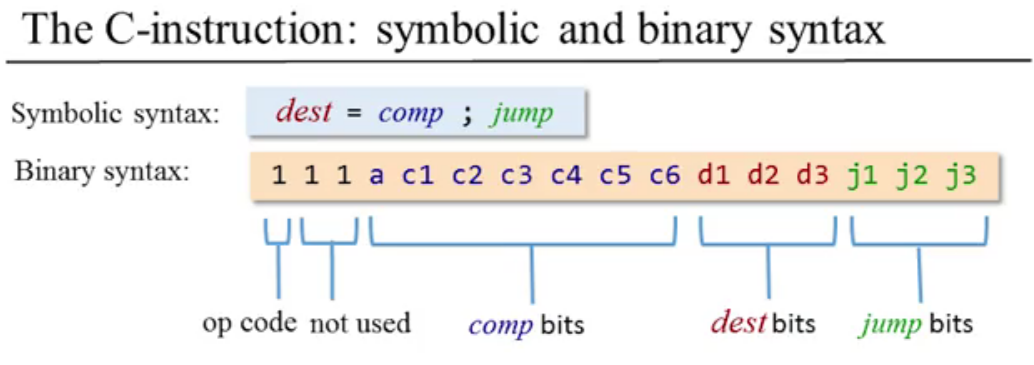 The C-instruction: symbolic and binary syntax
Symbolic syntax: dest = comp ; jump
Binary syntax: 1 1 1 a c1 c2 c3 c4 c5 c6 d1 d2 d3 j1 j2 j3
op code not used comp bits dest bits jump bits